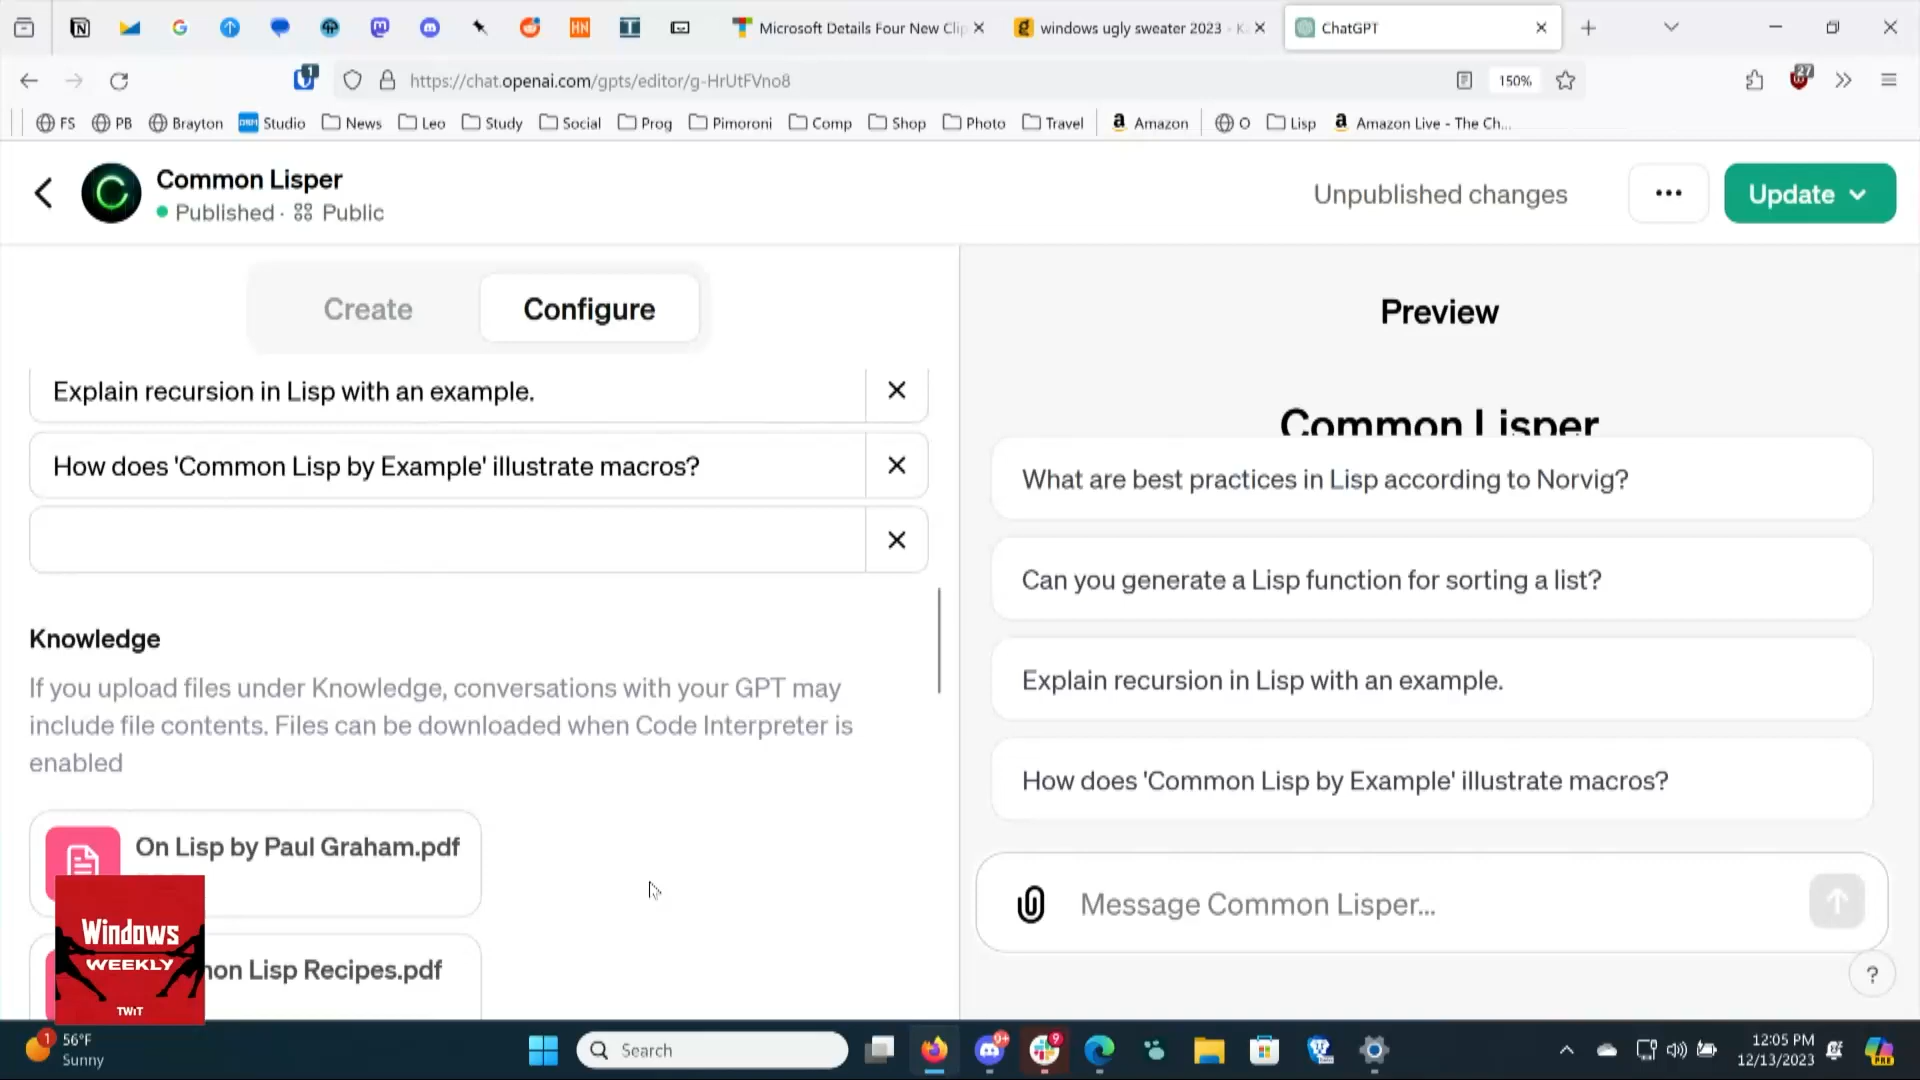 Microsoft Details Four New Clip
windows ugly sweater 2023 - K
ChatGPT
https://chat.openai.com/gpts/editor/g-HrUtFVno8
150%
27
1
FS
PB
Brayton
Studio
News
Leo
Study
Social
Prog
Pimoroni
Comp
Shop
Photo
Travel
Amazon
O
Lisp
Amazon Live - The Ch...
Common Lisper
Published · Public
Unpublished changes
Update
Create
Configure
Explain recursion in Lisp with an example.
How does 'Common Lisp by Example' illustrate macros?
Knowledge
If you upload files under Knowledge, conversations with your GPT may
include file contents. Files can be downloaded when Code Interpreter is
enabled
On Lisp by Paul Graham.pdf
non Lisp Recipes.pdf
Windows
WEEKLY
TWiT
Preview
Common Lisper
What are best practices in Lisp according to Norvig?
Can you generate a Lisp function for sorting a list?
Explain recursion in Lisp with an example.
How does 'Common Lisp by Example' illustrate macros?
Message Common Lisper...
?
1
56°F
Sunny
Search
9+
9
12:05 PM
12/13/2023
PRE